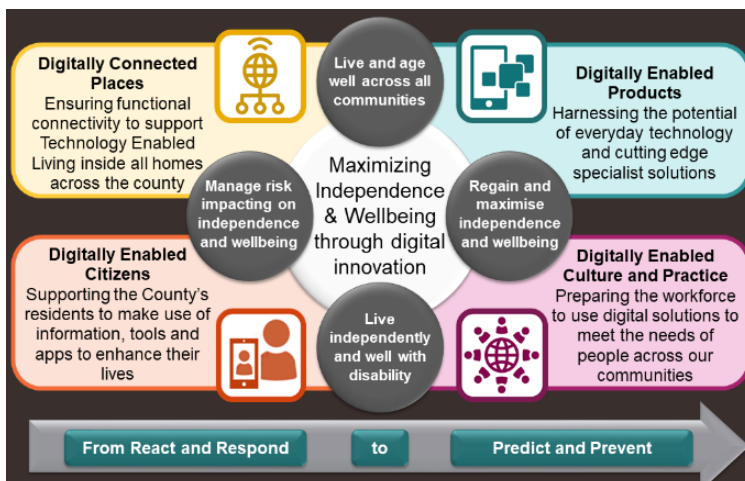 Digitally Connected
Places
Ensuring functional
connectivity to support
Technology Enabled
Living inside all homes
across the county
Live and age
well across all
communities
Digitally Enabled
Products
Harnessing the potential
of everyday technology
and cutting edge
specialist solutions
Manage risk
impacting on
independence
and wellbeing
Maximizing
Independence
& Wellbeing
through digital
innovation
Regain and
maximise
independence
and wellbeing
Digitally Enabled
Citizens
Supporting the County's
residents to make use of
information, tools and
apps to enhance their
lives
Live
independently
and well with
disability
Digitally Enabled
Culture and Practice
Preparing the workforce
to use digital solutions to
meet the needs of
people across our
communities
From React and Respond
to
Predict and Prevent